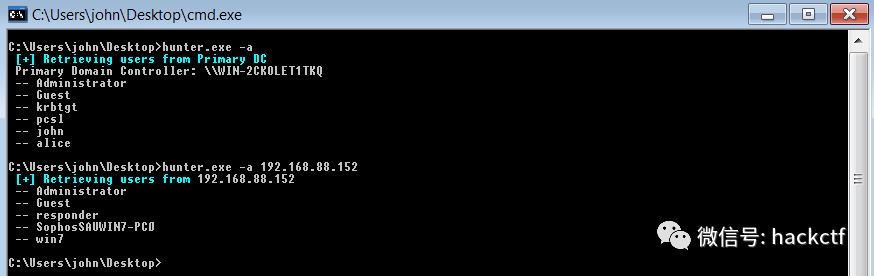 C:\Users\john\Desktop\cmd.exe
C:\Users\john\Desktop>hunter.exe -a
[+] Retrieving users from Primary DC
Primary Domain Controller: \\WIN-2CKOLET1TKQ
-- Administrator
-- Guest
-- krbtgt
-- pcsl
-- john
-- alice
C:\Users\john\Desktop>hunter.exe -a 192.168.88.152
[+] Retrieving users from 192.168.88.152
-- Administrator
-- Guest
-- responder
-- SophosSAUWIN7-PC0
-- win7
C:\Users\john\Desktop>
微信号: hackctf